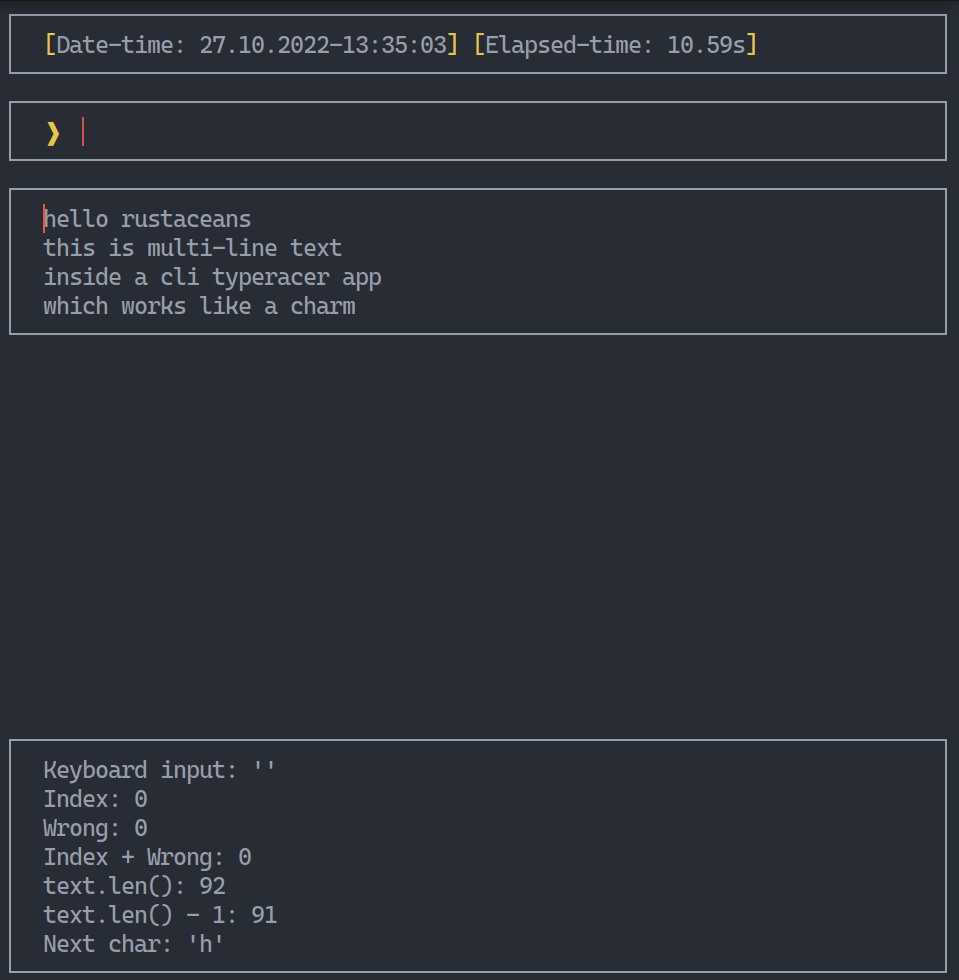 [Date-time: 27.10.2022-13:35:03] [Elapsed-time: 10.59s]
❯
hello rustaceans
this is multi-line text
inside a cli typeracer app
which works like a charm
Keyboard input: ''
Index: 0
Wrong: 0
Index + Wrong: 0
text.len(): 92
text.len() - 1: 91
Next char: 'h'